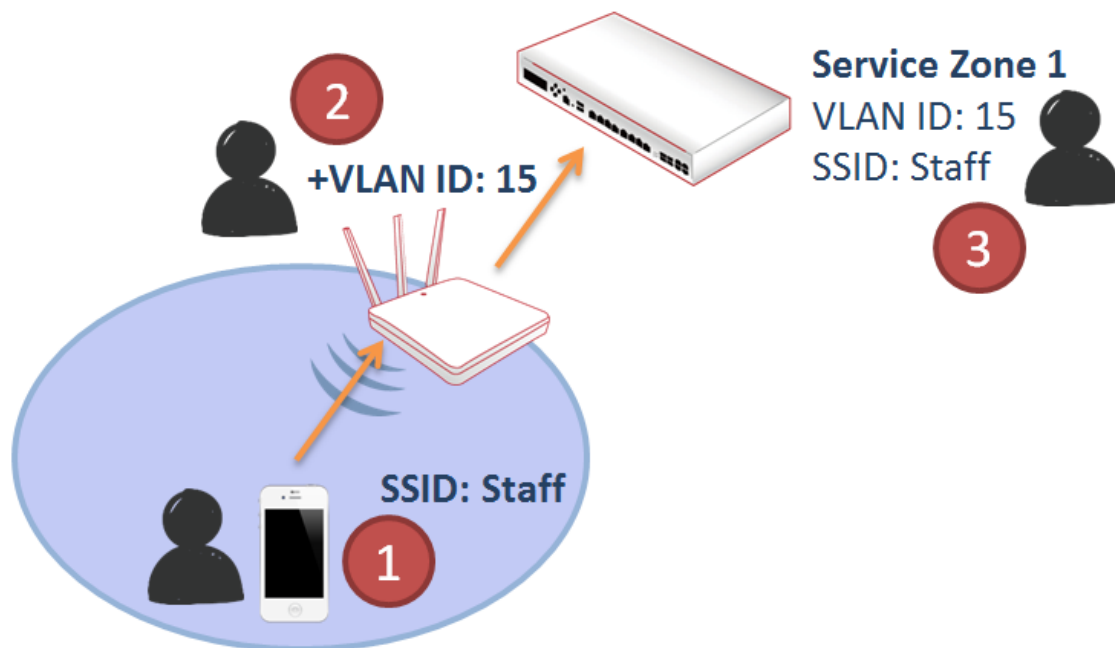 2
+VLAN ID: 15
Service Zone 1
VLAN ID: 15
SSID: Staff
3
SSID: Staff
1